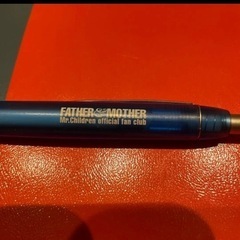 FATHER & MOTHER
Mr.Children official fan club